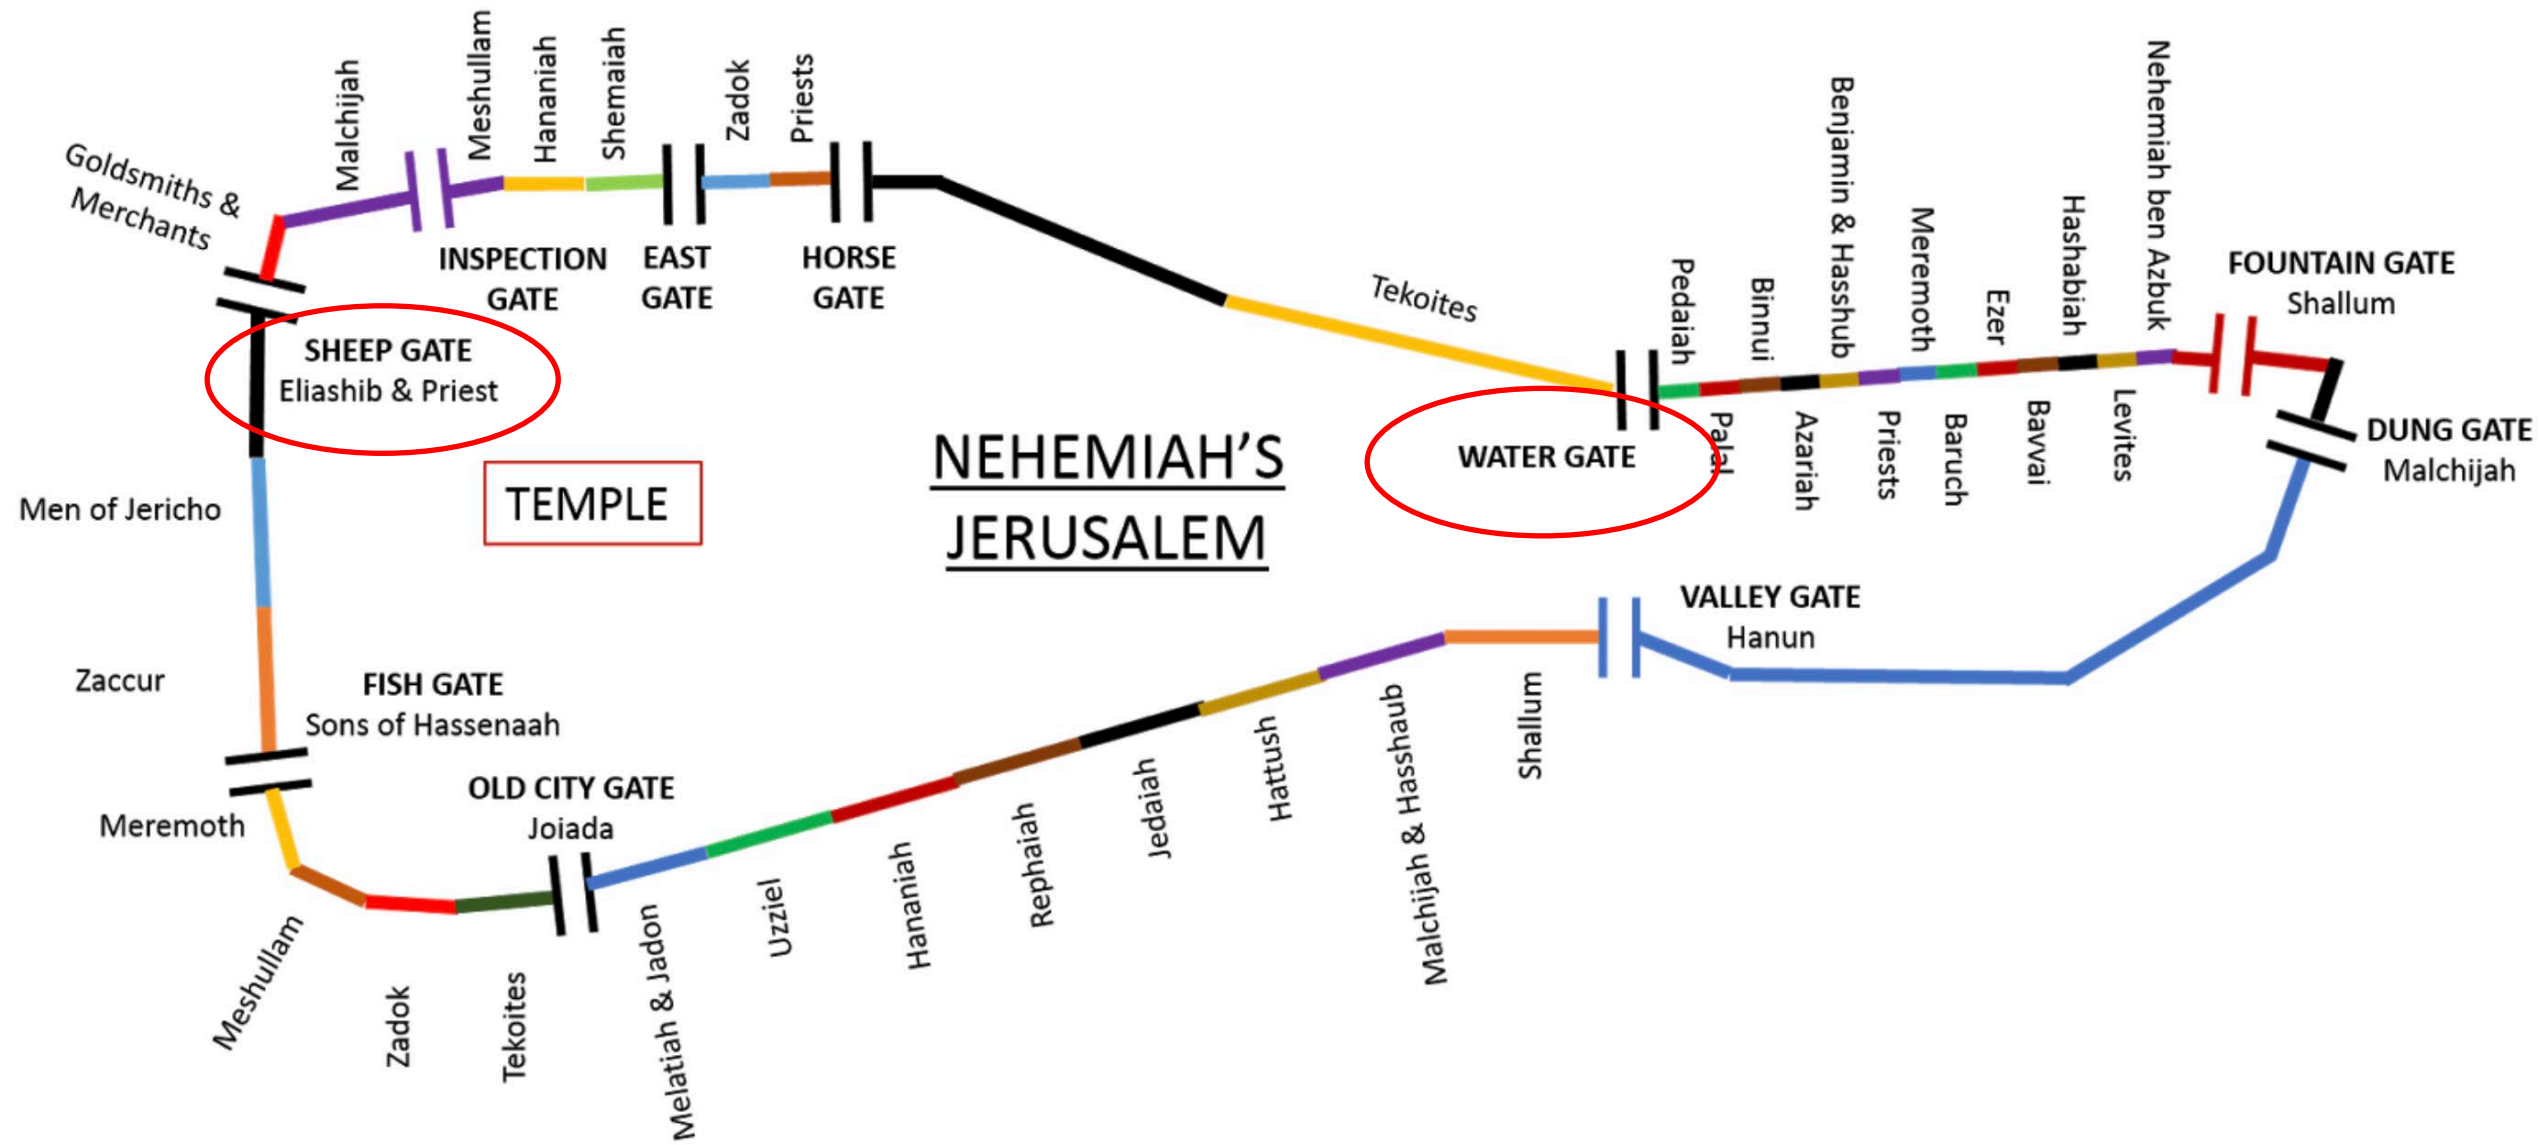 Goldsmiths &
Merchants
Malchijah
Meshullam
Hananiah
Shemaiah
Zadok
Priests
INSPECTION
GATE
EAST
GATE
HORSE
GATE
Tekoites
Pedaiah
Palal
Binnui
Azariah
Benjamin & Hasshub
Priests
Meremoth
Baruch
Ezer
Bavvai
Hashabiah
Levites
Nehemiah ben Azbuk
FOUNTAIN GATE
Shallum
DUNG GATE
Malchijah
SHEEP GATE
Eliashib & Priest
TEMPLE
NEHEMIAH'S
JERUSALEM
WATER GATE
Men of Jericho
Zaccur
FISH GATE
Sons of Hassenaah
Meremoth
OLD CITY GATE
Joiada
VALLEY GATE
Hanun
Meshullam
Zadok
Tekoites
Melatiah & Jadon
Uzziel
Hananiah
Rephaiah
Jedaiah
Hattush
Malchijah & Hasshaub
Shallum